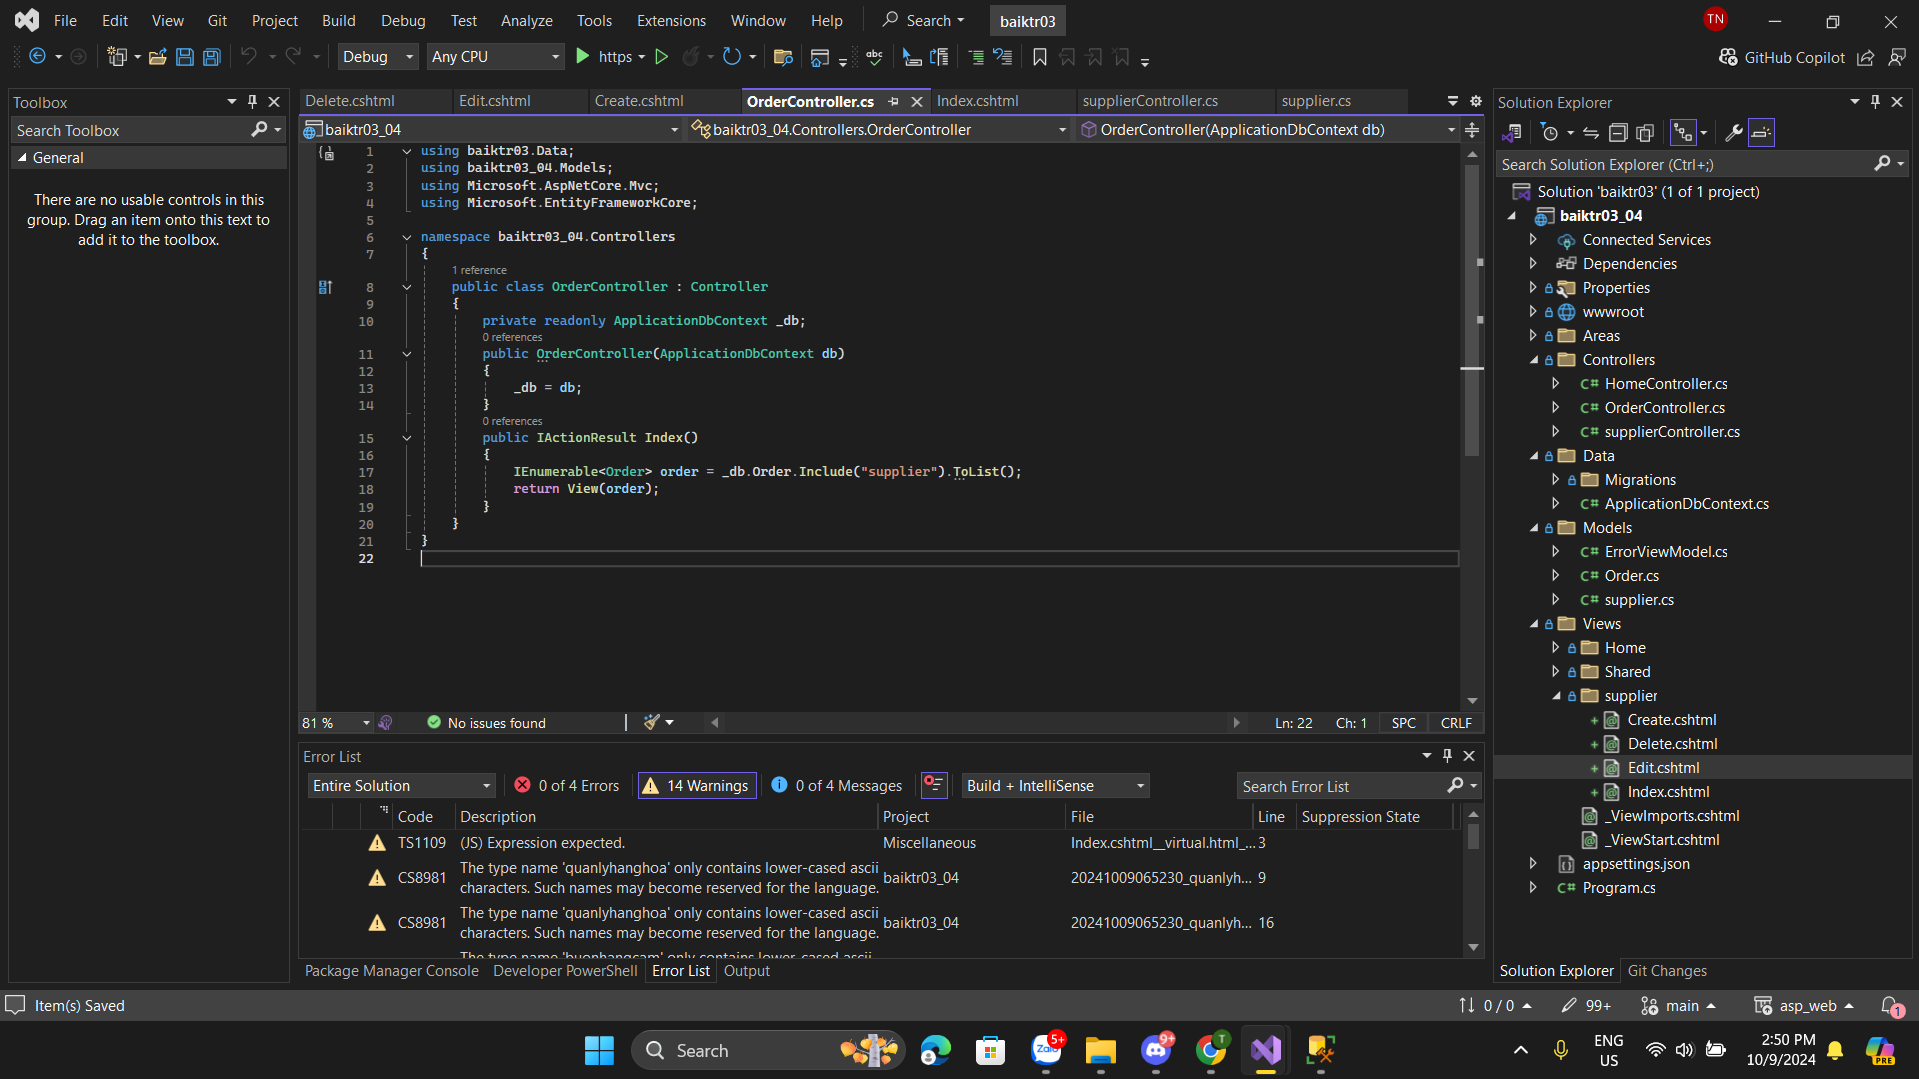 File Edit View Git Project Build Debug Test Analyze Tools Extensions Window Help Search baiktr03 TN
Debug Any CPU https abc GitHub Copilot
Toolbox
Search Toolbox
General
There are no usable controls in this
group. Drag an item onto this text to
add it to the toolbox.
Delete.cshtml Edit.cshtml Create.cshtml OrderController.cs Index.cshtml supplierController.cs supplier.cs
baiktr03_04 baiktr03_04.Controllers.OrderController OrderController(ApplicationDbContext db)
1 using baiktr03.Data;
2 using baiktr03_04.Models;
3 using Microsoft.AspNetCore.Mvc;
4 using Microsoft.EntityFrameworkCore;
5
6 namespace baiktr03_04.Controllers
7 {
1 reference
8 public class OrderController : Controller
9 {
10 private readonly ApplicationDbContext _db;
0 references
11 public OrderController(ApplicationDbContext db)
12 {
13 _db = db;
14 }
0 references
15 public IActionResult Index()
16 {
17 IEnumerable<Order> order = _db.Order.Include("supplier").ToList();
18 return View(order);
19 }
20 }
21 }
22
81 % No issues found Ln: 22 Ch: 1 SPC CRLF
Error List
Entire Solution 0 of 4 Errors 14 Warnings 0 of 4 Messages Build + IntelliSense Search Error List
Code Description Project File Line Suppression State
TS1109 (JS) Expression expected. Miscellaneous Index.cshtml__virtual.html_... 3
CS8981 The type name 'quanlyhanghoa' only contains lower-cased ascii characters. Such names may become reserved for the language. baiktr03_04 20241009065230_quanlyh... 9
CS8981 The type name 'quanlyhanghoa' only contains lower-cased ascii characters. Such names may become reserved for the language. baiktr03_04 20241009065230_quanlyh... 16
The type name 'buonhangcam' only contains lower-cased ascii
Package Manager Console Developer PowerShell Error List Output
Solution Explorer
Search Solution Explorer (Ctrl+;)
Solution 'baiktr03' (1 of 1 project)
baiktr03_04
Connected Services
Dependencies
Properties
wwwroot
Areas
Controllers
C# HomeController.cs
C# OrderController.cs
C# supplierController.cs
Data
Migrations
C# ApplicationDbContext.cs
Models
C# ErrorViewModel.cs
C# Order.cs
C# supplier.cs
Views
Home
Shared
supplier
Create.cshtml
Delete.cshtml
Edit.cshtml
Index.cshtml
_ViewImports.cshtml
_ViewStart.cshtml
appsettings.json
C# Program.cs
Solution Explorer Git Changes
Item(s) Saved 0 / 0 99+ main asp_web 1
Search Zalo 5+ 9+ T ENG
US 2:50 PM
10/9/2024 PRE